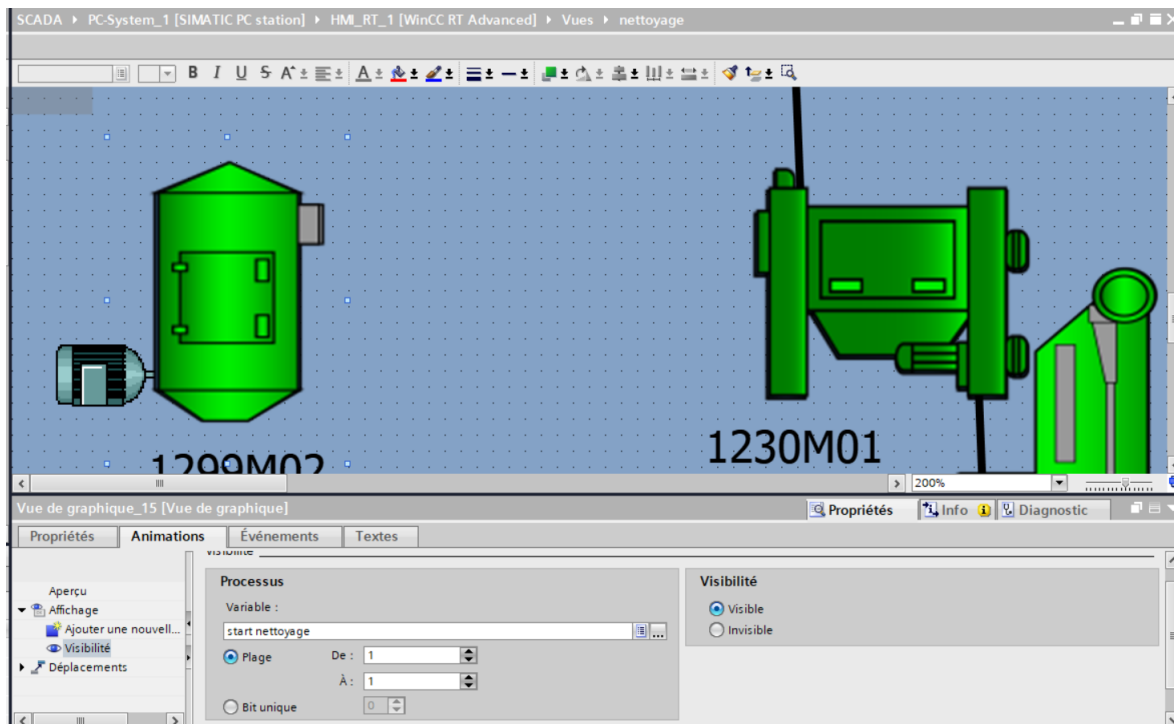 SCADA ▸ PC-System_1 [SIMATIC PC station] ▸ HMI_RT_1 [WinCC RT Advanced] ▸ Vues ▸ nettoyage
B I U S A A
1299M02
1230M01
200%
Vue de graphique_15 [Vue de graphique]
Propriétés Info Diagnostic
Propriétés Animations Événements Textes
Visibilité
Aperçu
Affichage
Ajouter une nouvell...
Visibilité
Déplacements
Processus
Variable :
start nettoyage
Plage De : 1
À : 1
Bit unique 0
Visibilité
Visible
Invisible